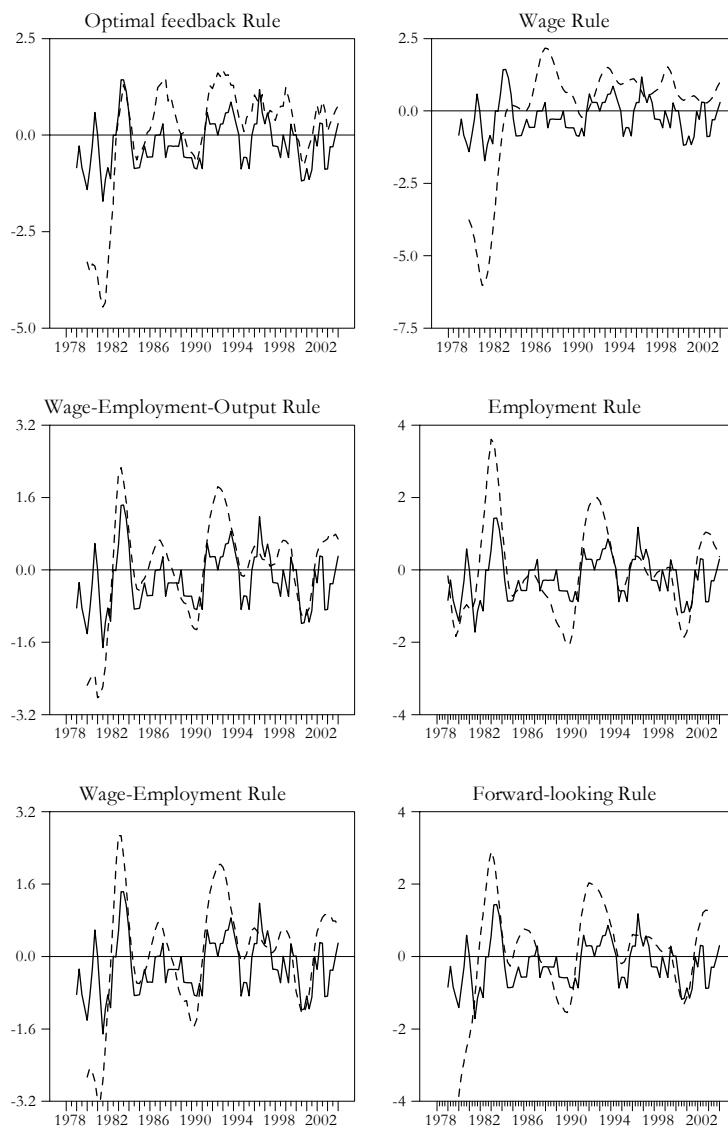 Optimal feedback Rule
2.5
0.0
-2.5
-5.0
1978 1982 1986 1990 1994 1998 2002
Wage Rule
2.5
0.0
-2.5
-5.0
-7.5
1978 1982 1986 1990 1994 1998 2002
Wage-Employment-Output Rule
3.2
1.6
0.0
-1.6
-3.2
1978 1982 1986 1990 1994 1998 2002
Employment Rule
4
2
0
-2
-4
1978 1982 1986 1990 1994 1998 2002
Wage-Employment Rule
3.2
1.6
0.0
-1.6
-3.2
1978 1982 1986 1990 1994 1998 2002
Forward-looking Rule
4
2
0
-2
-4
1978 1982 1986 1990 1994 1998 2002